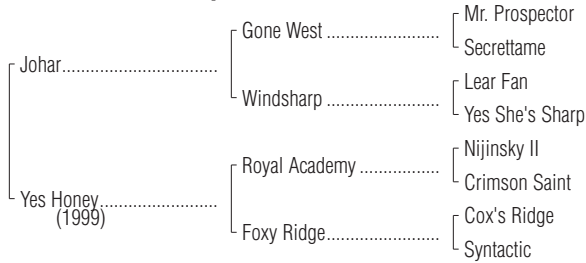 Mr. Prospector
Gone West ......................
Secrettame
Johar..............................
Lear Fan
Windsharp ......................
Yes She's Sharp
Nijinsky II
Royal Academy ................
Crimson Saint
Yes Honey.......................
(1999)
Cox's Ridge
Foxy Ridge......................
Syntactic